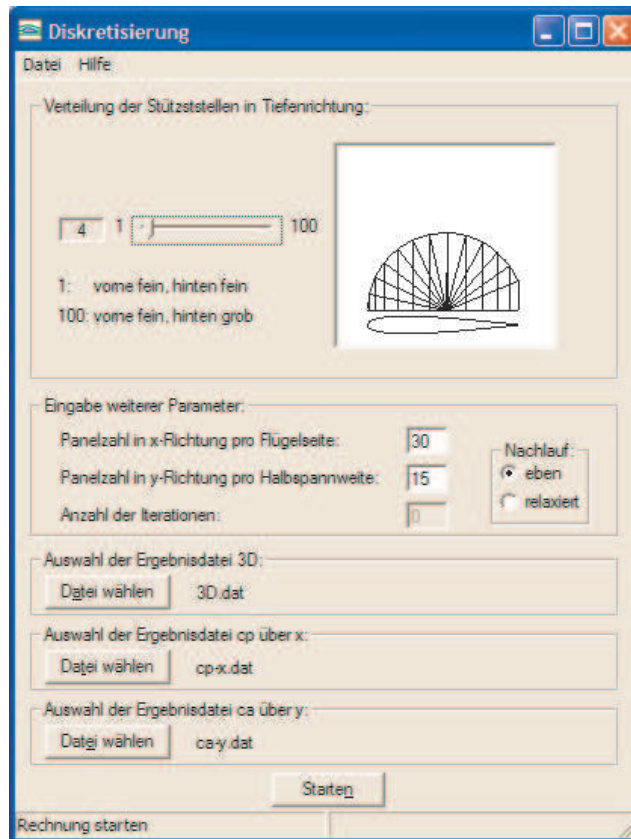 Diskretisierung
Datei Hilfe
Verteilung der Stützststellen in Tiefenrichtung:
4 1 100
1: vorne fein, hinten fein
100: vorne fein, hinten grob
Eingabe weiterer Parameter:
Panelzahl in x-Richtung pro Flügelseite: 30
Panelzahl in y-Richtung pro Halbspannweite: 15
Anzahl der Iterationen: 0
Nachlauf:
eben
relaxiert
Auswahl der Ergebnisdatei 3D:
Datei wählen 3D.dat
Auswahl der Ergebnisdatei cp über x:
Datei wählen cp-x.dat
Auswahl der Ergebnisdatei ca über y:
Datei wählen ca-y.dat
Starten
Rechnung starten